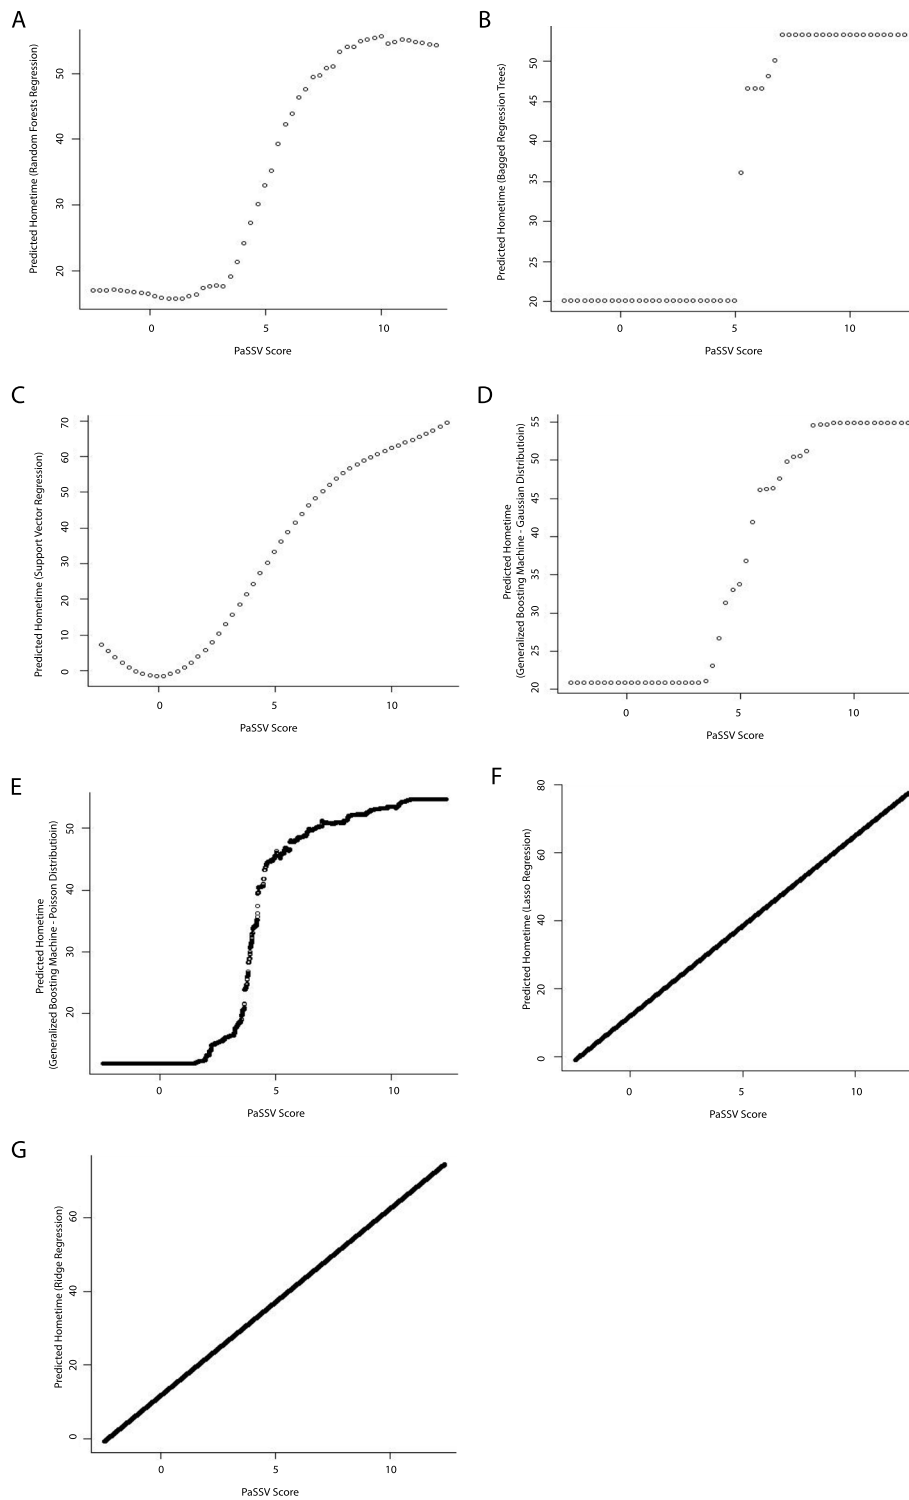 A
Predicted Hometime (Random Forests Regression)
50
40
30
20
0 5 10
PaSSV Score
B
Predicted Hometime (Bagged Regression Trees)
50
45
40
35
30
25
20
0 5 10
PaSSV Score
C
Predicted Hometime (Support Vector Regression)
70
60
50
40
30
20
10
0
0 5 10
PaSSV Score
D
Predicted Hometime
(Generalized Boosting Machine - Gaussian Distributioin)
55
50
45
40
35
30
25
20
0 5 10
PaSSV Score
E
Predicted Hometime
(Generalized Boosting Machine - Poisson Distributioin)
50
40
30
20
0 5 10
PaSSV Score
F
Predicted Hometime (Lasso Regression)
80
60
40
20
0
0 5 10
PaSSV Score
G
Predicted Hometime (Ridge Regression)
60
40
20
0
0 5 10
PaSSV Score